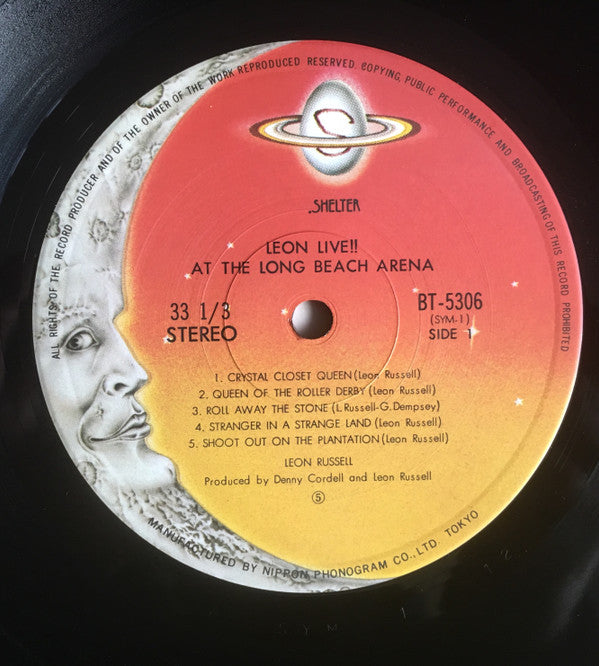 ALL RIGHTS OF THE RECORD PRODUCER AND OF THE OWNER OF THE WORK REPRODUCED RESERVED. COPYING, PUBLIC PERFORMANCE AND BROADCASTING OF THIS RECORD PROHIBITED
S
.SHELTER
LEON LIVE!!
AT THE LONG BEACH ARENA
33 1/3
STEREO
BT-5306
(SYM-1)
SIDE 1
1. CRYSTAL CLOSET QUEEN (Leon Russell)
2. QUEEN OF THE ROLLER DERBY (Leon Russell)
3. ROLL AWAY THE STONE (L.Russell-G.Dempsey)
4. STRANGER IN A STRANGE LAND (Leon Russell)
5. SHOOT OUT ON THE PLANTATION (Leon Russell)
LEON RUSSELL
Produced by Denny Cordell and Leon Russell
⑤
MANUFACTURED BY NIPPON PHONOGRAM CO., LTD. TOKYO